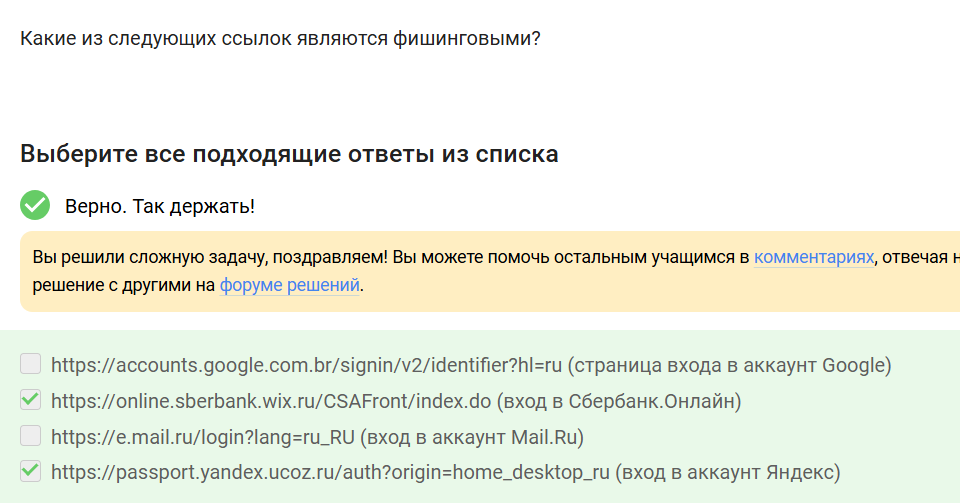 Какие из следующих ссылок являются фишинговыми?
Выберите все подходящие ответы из списка
Верно. Так держать!
Вы решили сложную задачу, поздравляем! Вы можете помочь остальным учащимся в комментариях, отвечая
решение с другими на форуме решений.
https://accounts.google.com.br/signin/v2/identifier?hl=ru (страница входа в аккаунт Google)
https://online.sberbank.wix.ru/CSAFront/index.do (вход в Сбербанк.Онлайн)
https://e.mail.ru/login?lang=ru_RU (вход в аккаунт Mail.Ru)
https://passport.yandex.ucoz.ru/auth?origin=home_desktop_ru (вход в аккаунт Яндекс)